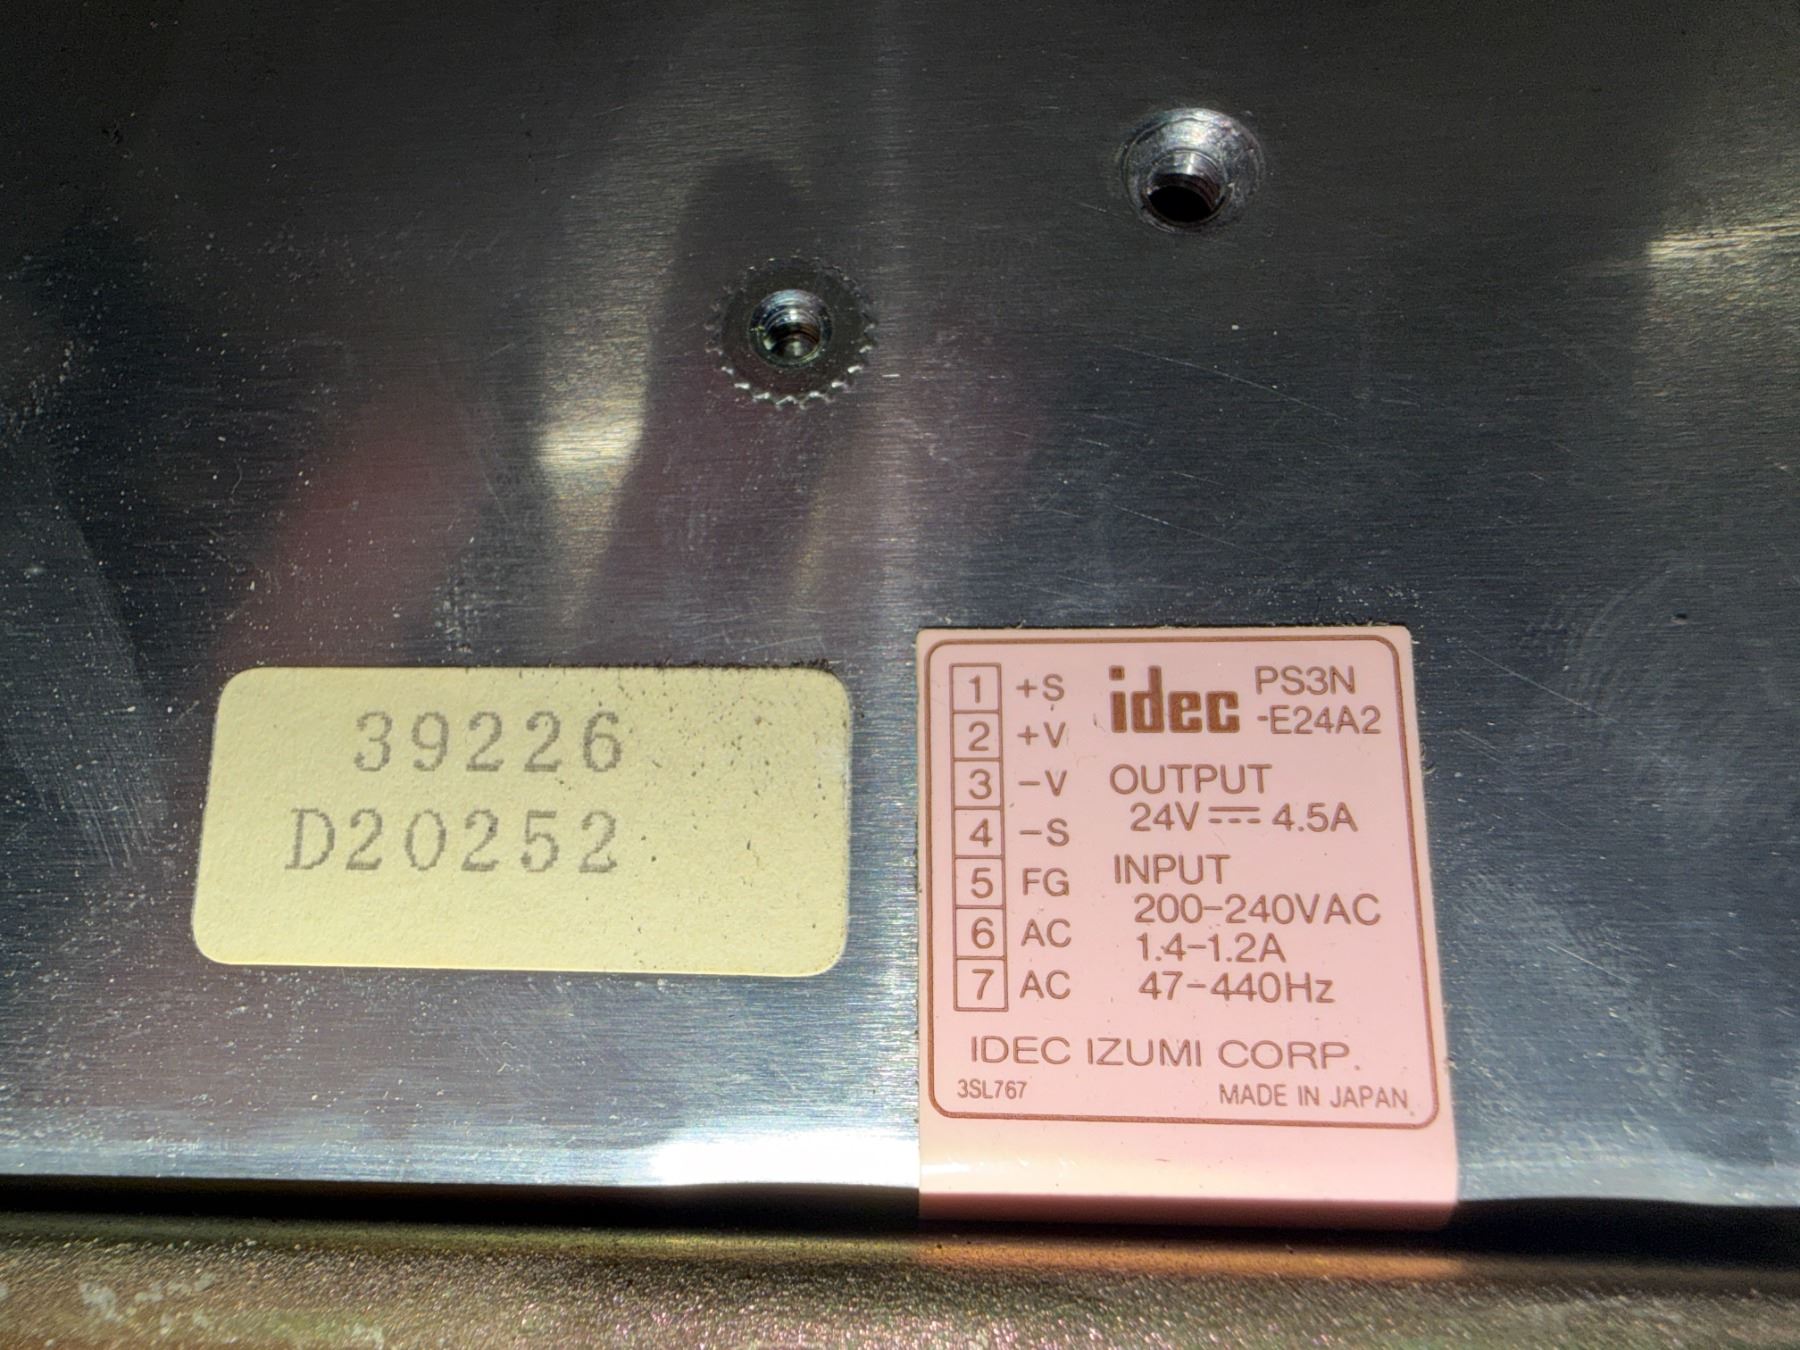 39226
D20252
1 +S
2 +V
3 -V
4 -S
5 FG
6 AC
7 AC
idec PS3N
-E24A2
OUTPUT
24V⎓4.5A
INPUT
200-240VAC
1.4-1.2A
47-440Hz
IDEC IZUMI CORP.
3SL767 MADE IN JAPAN